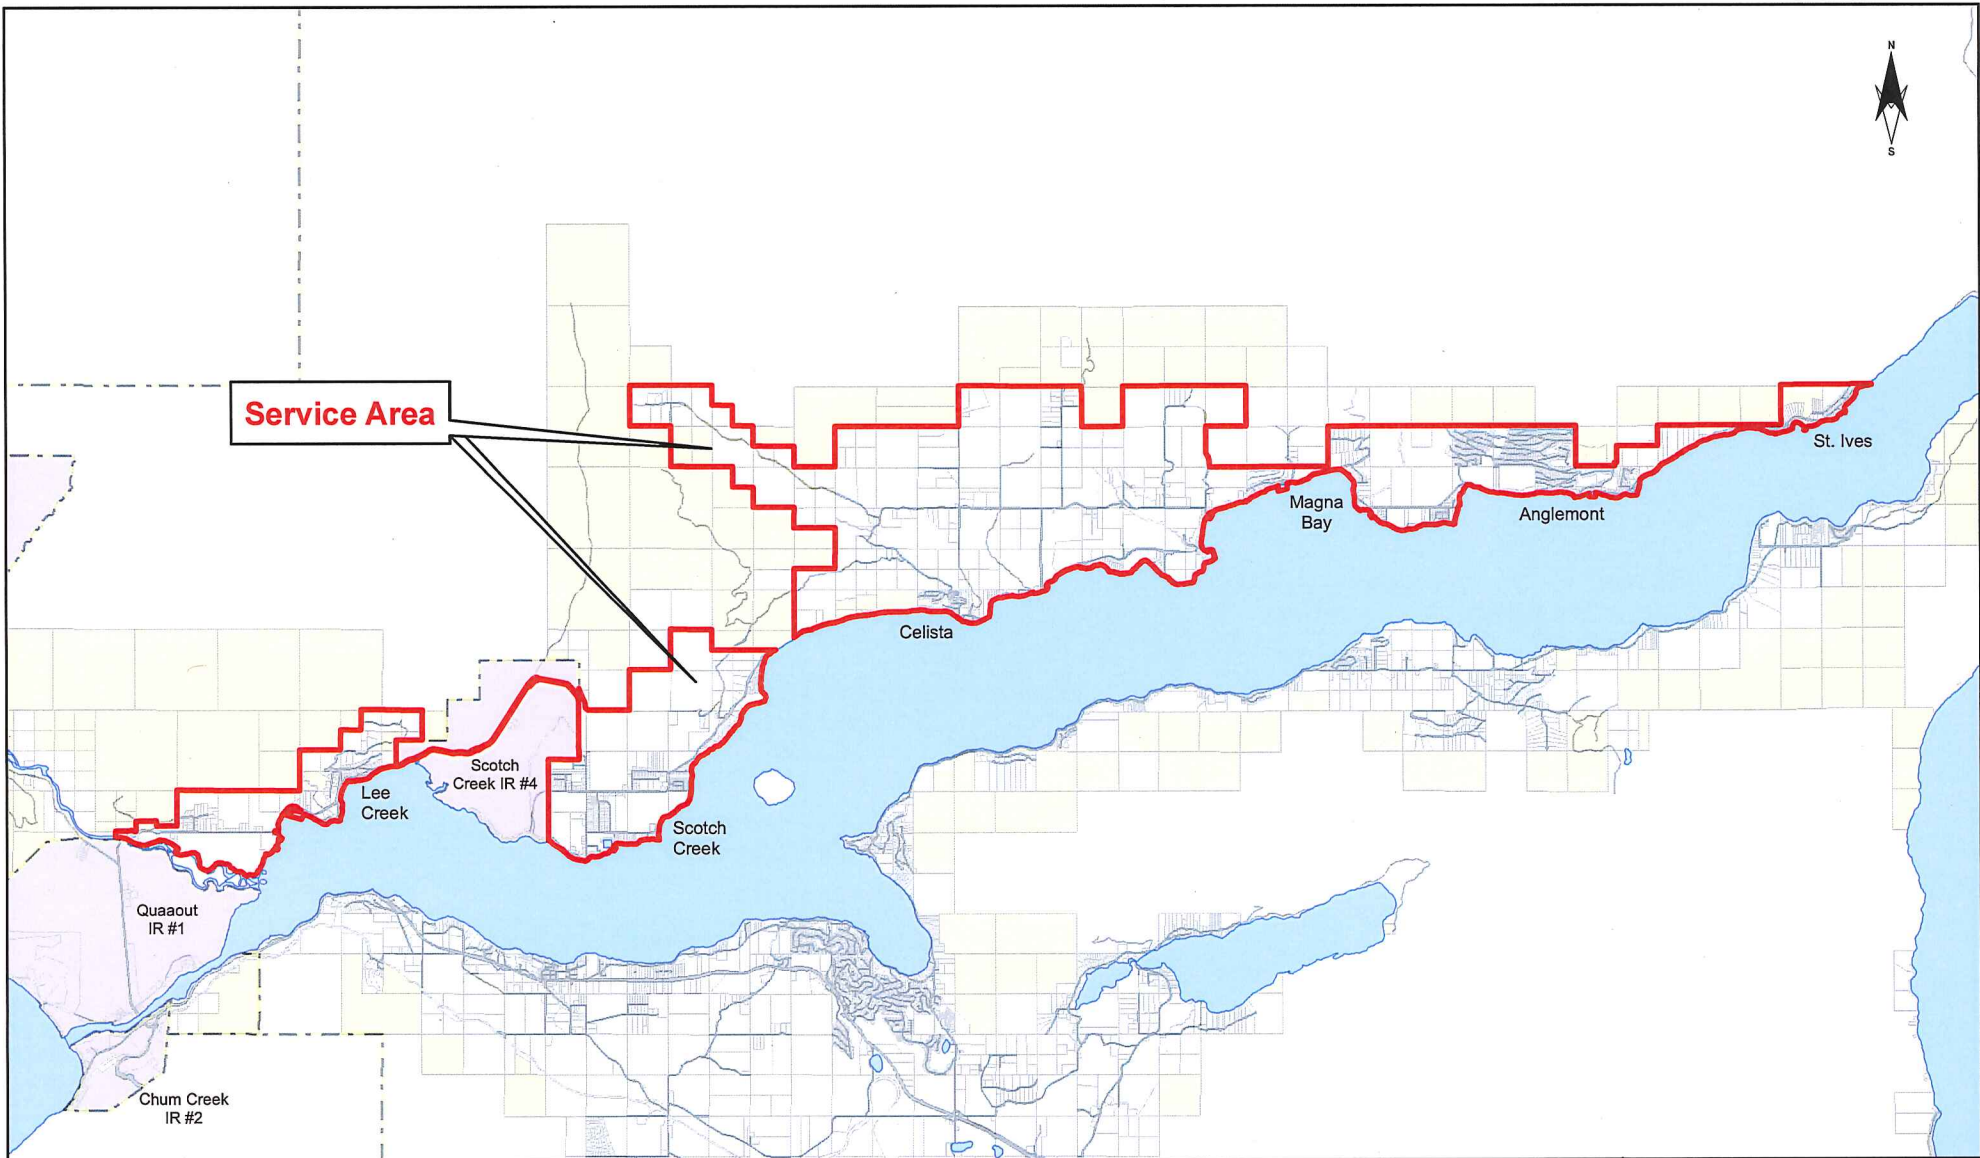 N
S
Service Area
St. Ives
Magna
Bay
Anglemont
Celista
Scotch
Creek IR #4
Lee
Creek
Scotch
Creek
Quaaout
IR #1
Chum Creek
IR #2